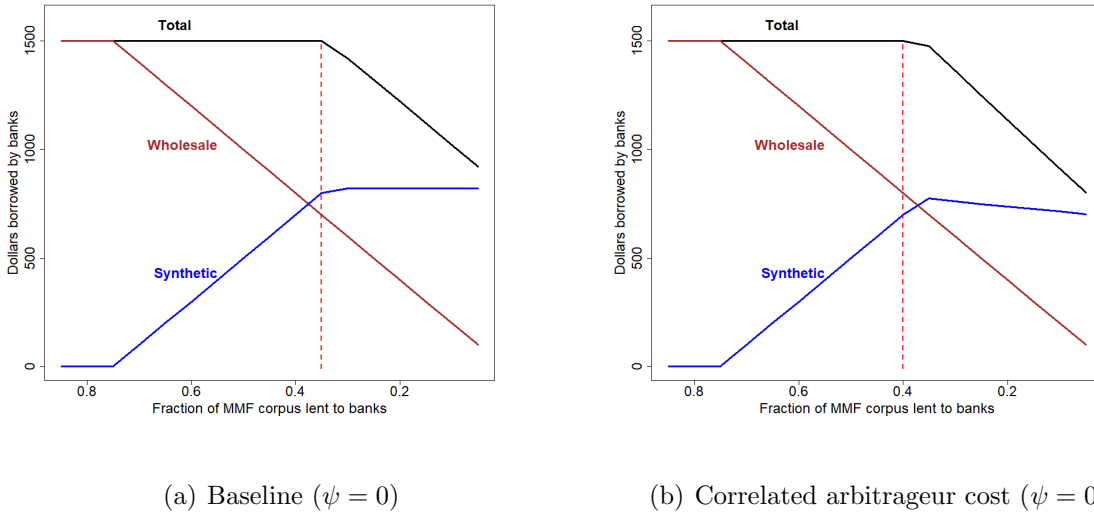 Total
Wholesale
Synthetic
Dollars borrowed by banks
0 500 1000 1500
0.8 0.6 0.4 0.2
Fraction of MMF corpus lent to banks
(a) Baseline (ψ = 0)
Total
Wholesale
Synthetic
Dollars borrowed by banks
0 500 1000 1500
0.8 0.6 0.4 0.2
Fraction of MMF corpus lent to banks
(b) Correlated arbitrageur cost (ψ = 0